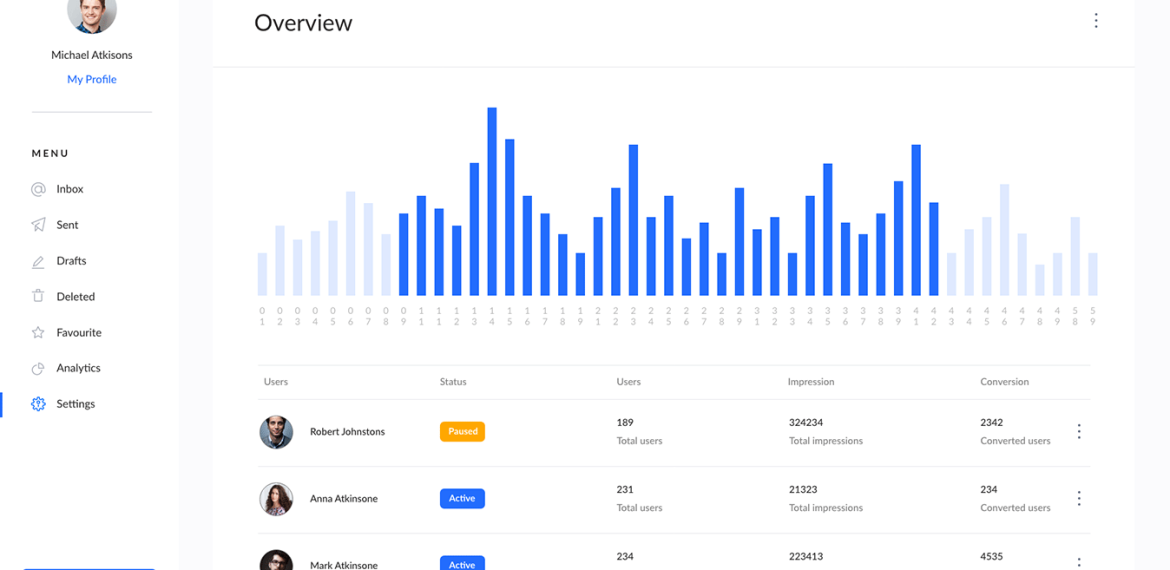 Overview
Michael Atkisons
My Profile
MENU
Inbox
Sent
Drafts
Deleted
Favourite
Analytics
Settings
01 02 03 04 05 06 07 08 09 11 11 12 13 14 15 16 17 18 19 21 22 23 24 25 26 27 28 29 31 32 33 34 35 36 37 38 39 41 42 43 44 45 46 47 48 49 58 59
Users Status Users Impression Conversion
Robert Johnstons Paused 189 324234 2342
Total users Total impressions Converted users
Anna Atkinsone Active 231 21323 234
Total users Total impressions Converted users
Mark Atkinsone Active 234 223413 4535